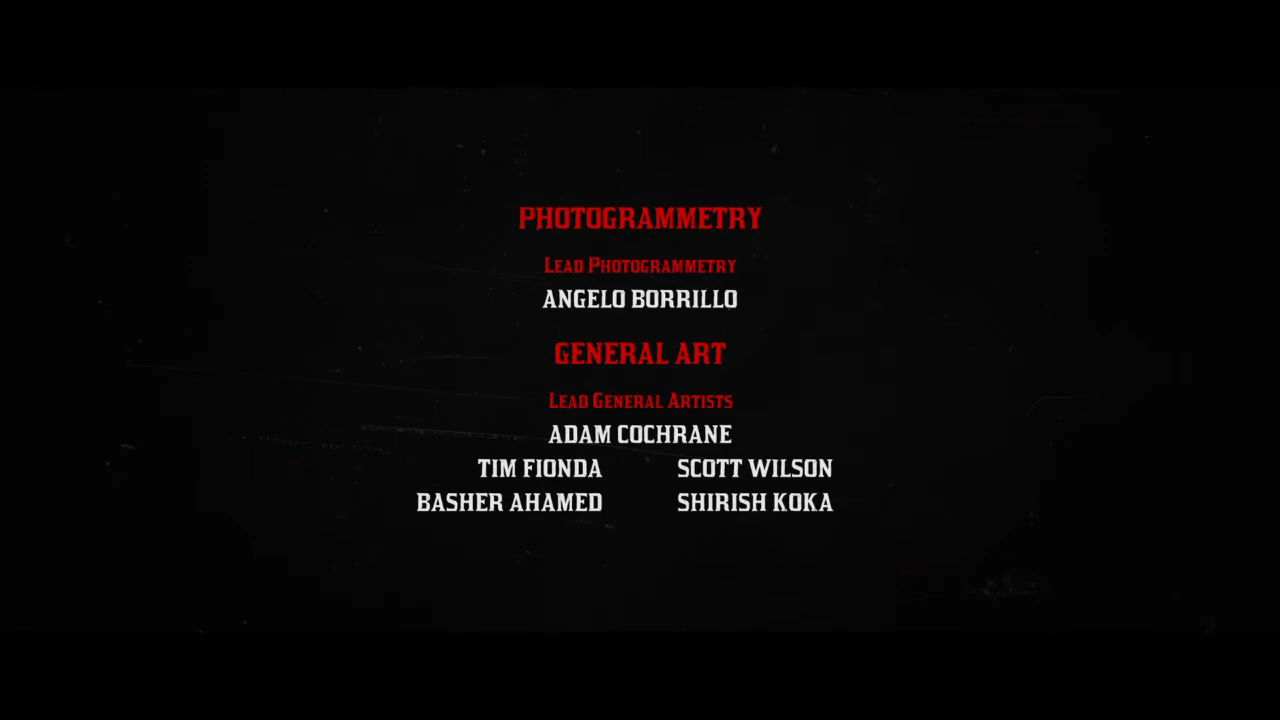 PHOTOGRAMMETRY
LEAD PHOTOGRAMMETRY
ANGELO BORRILLO
GENERAL ART
LEAD GENERAL ARTISTS
ADAM COCHRANE
TIM FIONDA SCOTT WILSON
BASHER AHAMED SHIRISH KOKA